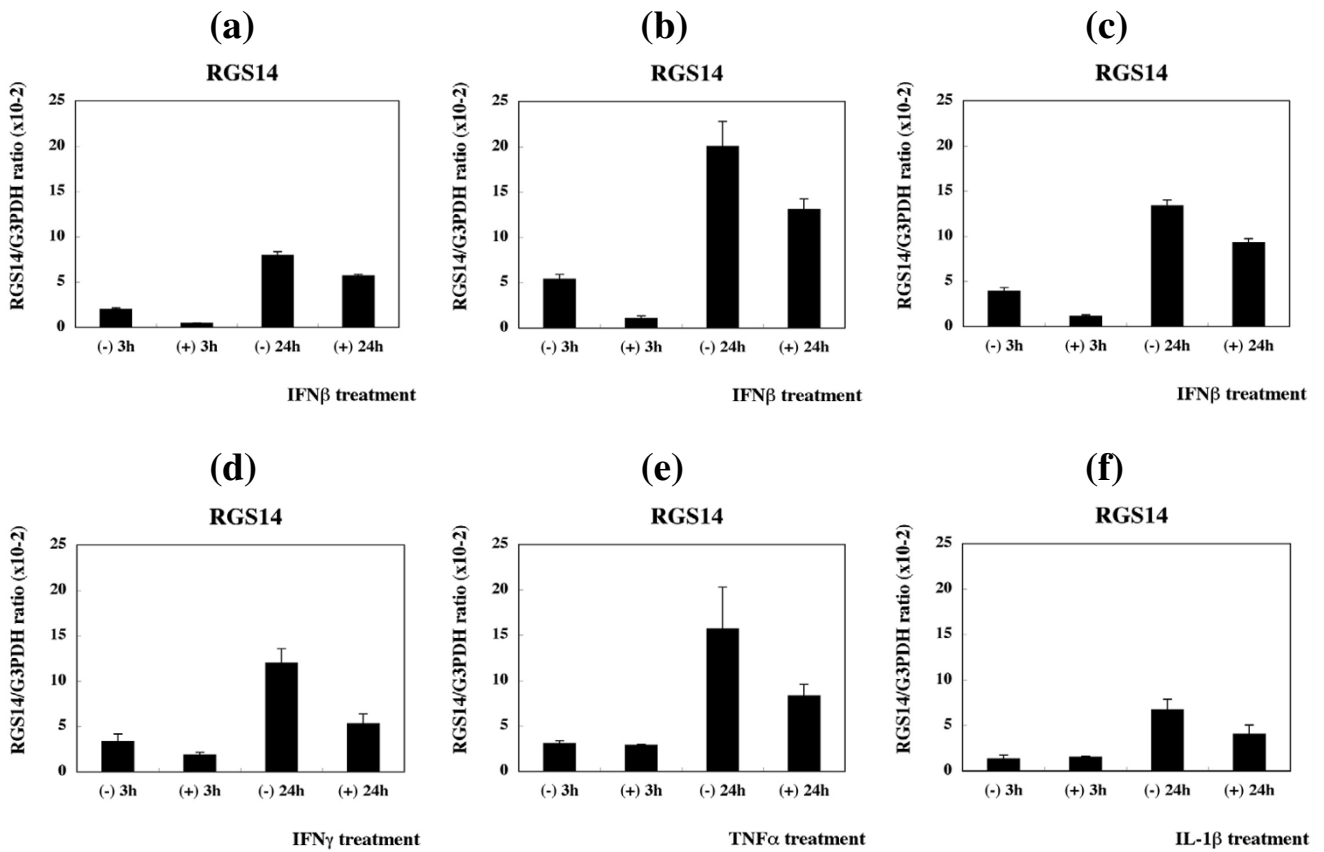 (a)
RGS14
RGS14/G3PDH ratio (x10-2)
25
20
15
10
5
0
(-) 3h (+) 3h (-) 24h (+) 24h
IFNβ treatment
(b)
RGS14
RGS14/G3PDH ratio (x10-2)
25
20
15
10
5
0
(-) 3h (+) 3h (-) 24h (+) 24h
IFNβ treatment
(c)
RGS14
RGS14/G3PDH ratio (x10-2)
25
20
15
10
5
0
(-) 3h (+) 3h (-) 24h (+) 24h
IFNβ treatment
(d)
RGS14
RGS14/G3PDH ratio (x10-2)
25
20
15
10
5
0
(-) 3h (+) 3h (-) 24h (+) 24h
IFNγ treatment
(e)
RGS14
RGS14/G3PDH ratio (x10-2)
25
20
15
10
5
0
(-) 3h (+) 3h (-) 24h (+) 24h
TNFα treatment
(f)
RGS14
RGS14/G3PDH ratio (x10-2)
25
20
15
10
5
0
(-) 3h (+) 3h (-) 24h (+) 24h
IL-1β treatment